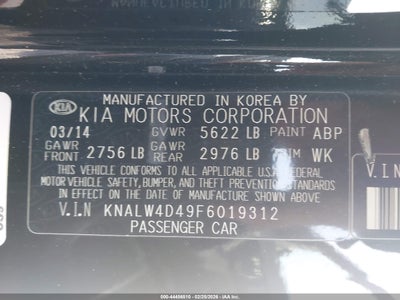 MANUFACTURED IN KOREA BY
KIA KIA MOTORS CORPORATION
03/14 GVWR 5622 LB PAINT ABP
GAWR FRONT 2756 LB GAWR REAR 2976 LB TRIM WK
THIS VEHICLE CONFORMS TO ALL APPLICABLE FEDERAL
MOTOR VEHICLE SAFETY, BUMPER, AND THEFT PREVENTION
STANDARDS IN EFFECT ON THE DATE OF
MANUFACTURE SHOWN ABOVE.
V.I.N KNALW4D49F6019312
PASSENGER CAR
V.I.N